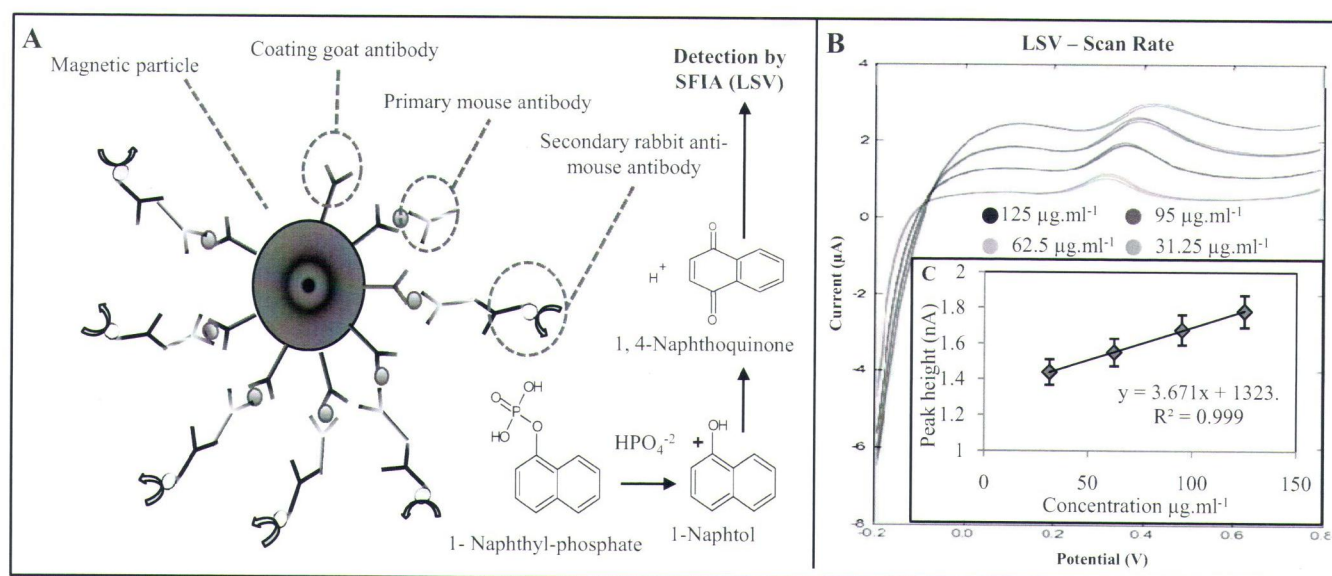 A
Coating goat antibody
Magnetic particle
Primary mouse antibody
Secondary rabbit anti-
mouse antibody
Detection by
SFIA (LSV)
O
O
H+
1, 4-Naphthoquinone
OH
O
P
HO
O
HPO₄⁻² +
OH
1- Naphthyl-phosphate
1-Naphtol
B
LSV – Scan Rate
4
2
0
-2
-4
-6
-8
Current (µA)
125 µg.ml⁻¹
95 µg.ml⁻¹
62.5 µg.ml⁻¹
31.25 µg.ml⁻¹
C
2
1.8
1.6
1.4
1.2
1
Peak height (nA)
y = 3.671x + 1323.
R² = 0.999
0
50
100
150
Concentration µg.ml⁻¹
-0.2
0.0
0.2
0.4
0.6
0.8
Potential (V)